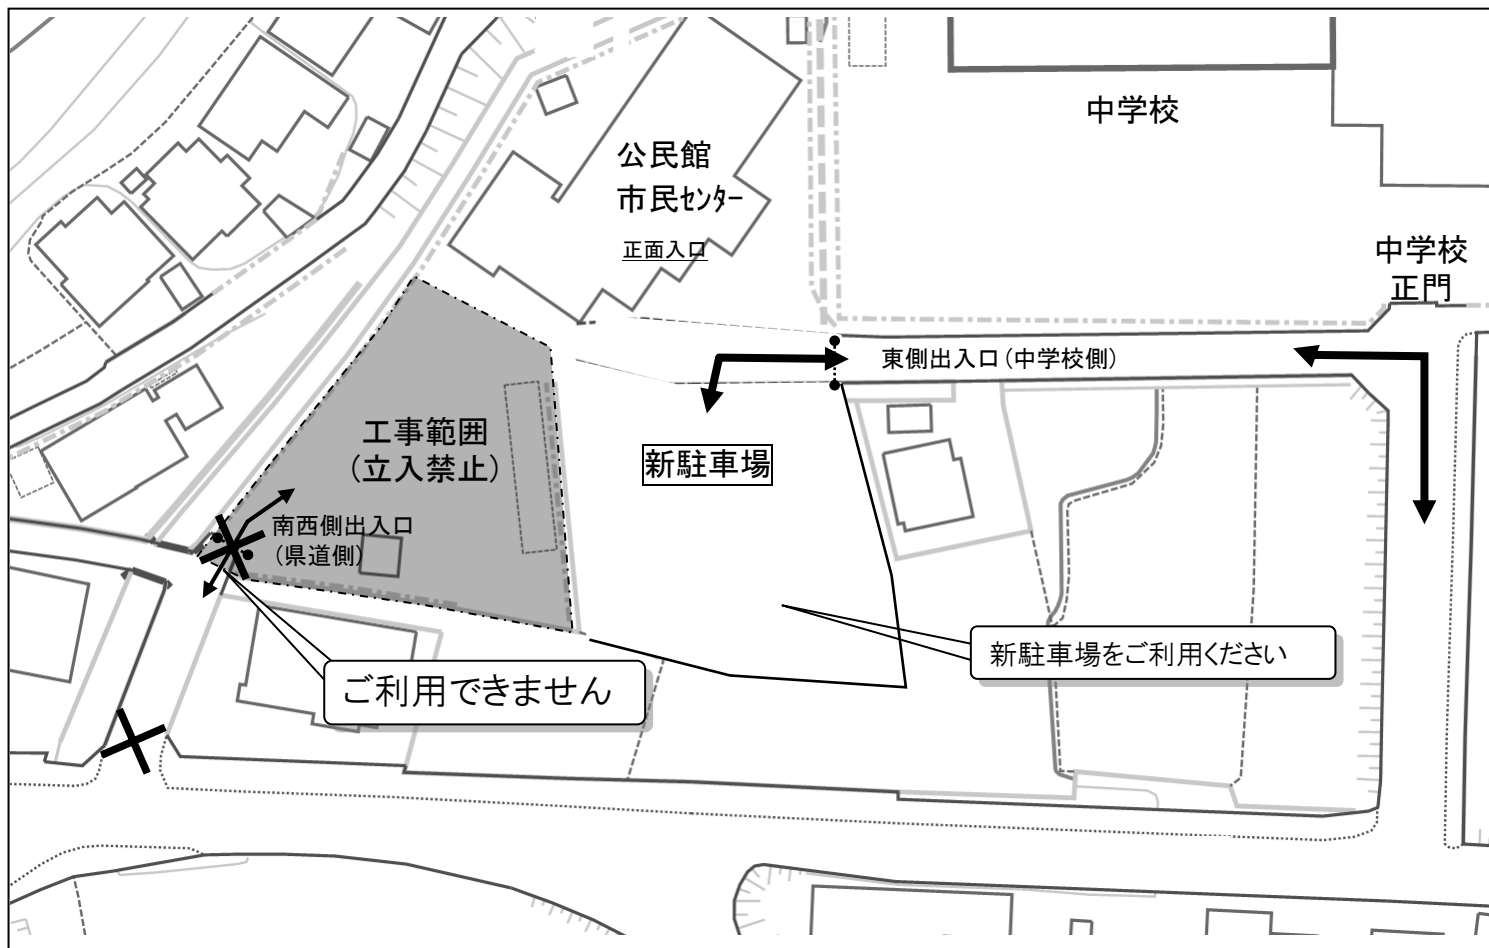 中学校
公民館
市民センター
正面入口
中学校
正門
東側出入口(中学校側)
工事範囲
(立入禁止)
新駐車場
南西側出入口
(県道側)
新駐車場をご利用ください
ご利用できません